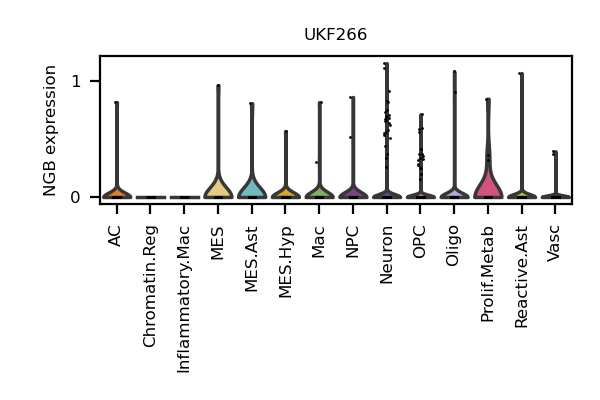 UKF266
NGB expression
1
0
AC
Chromatin.Reg
Inflammatory.Mac
MES
MES.Ast
MES.Hyp
Mac
NPC
Neuron
OPC
Oligo
Prolif.Metab
Reactive.Ast
Vasc